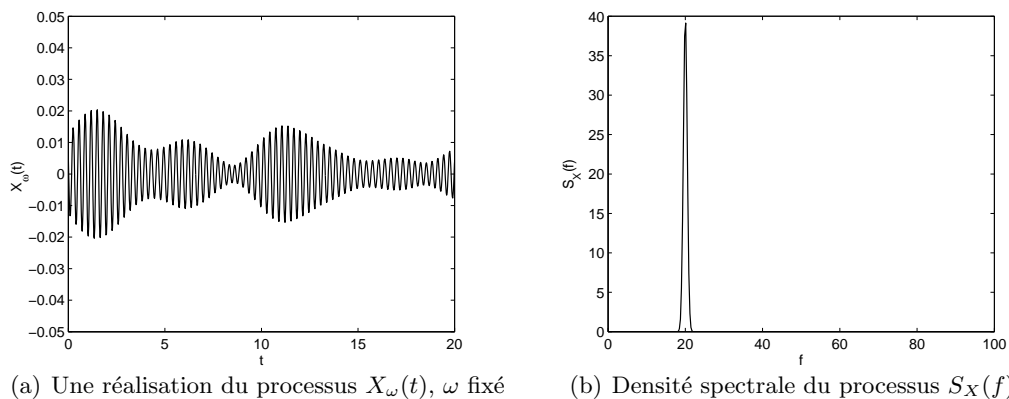 0.05
0.04
0.03
0.02
0.01
0
−0.01
−0.02
−0.03
−0.04
−0.05
X_ω(t)
0 5 10 15 20
t
40
35
30
25
20
15
10
5
0
S_X(f)
0 20 40 60 80 100
f
(a) Une réalisation du processus X_ω(t), ω fixé
(b) Densité spectrale du processus S_X(f)